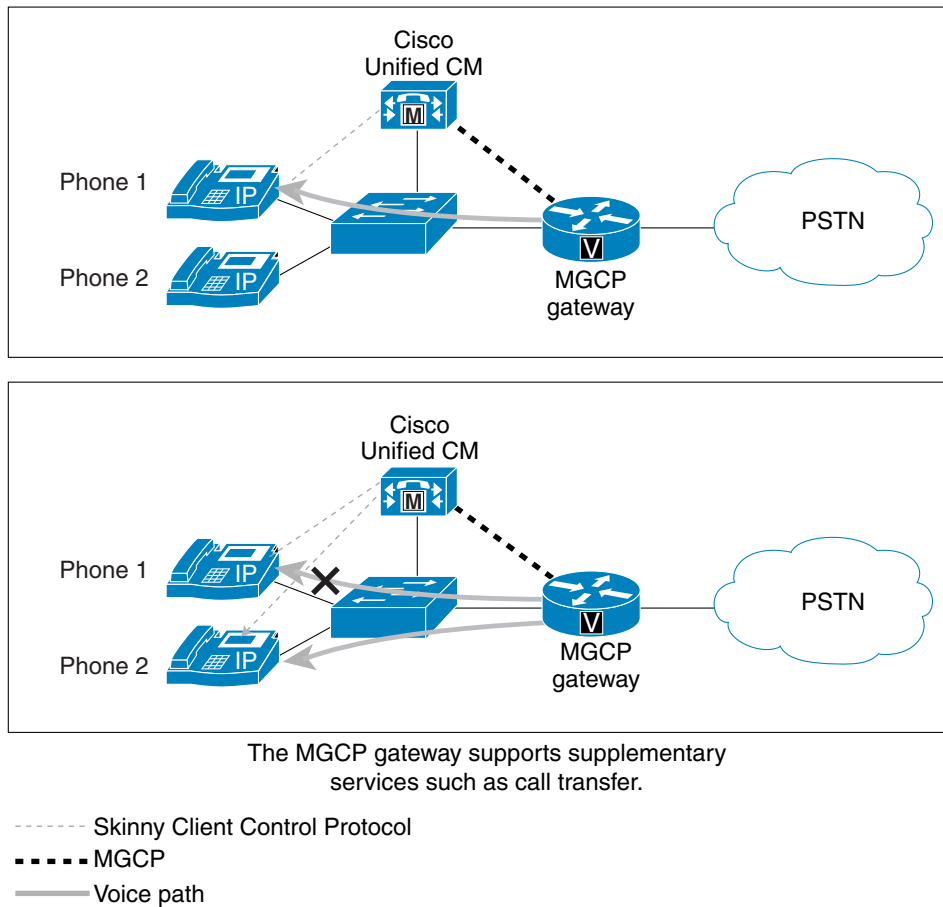 Cisco
Unified CM
M
Phone 1
IP
PSTN
Phone 2
IP
V
MGCP
gateway
Cisco
Unified CM
M
Phone 1
IP
PSTN
Phone 2
IP
V
MGCP
gateway
The MGCP gateway supports supplementary
services such as call transfer.
Skinny Client Control Protocol
MGCP
Voice path